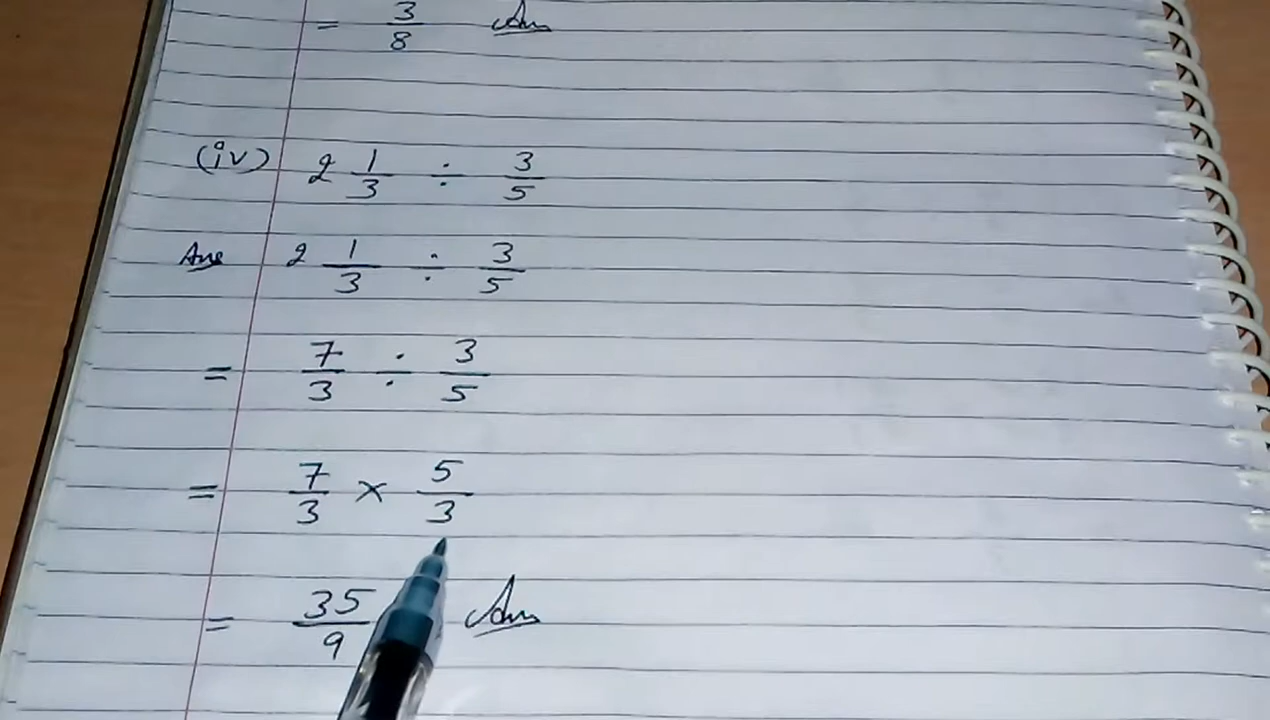 = 3/8 Ans
(iv) 2 1/3 ÷ 3/5
Ans 2 1/3 ÷ 3/5
= 7/3 ÷ 3/5
= 7/3 × 5/3
= 35/9 Ans